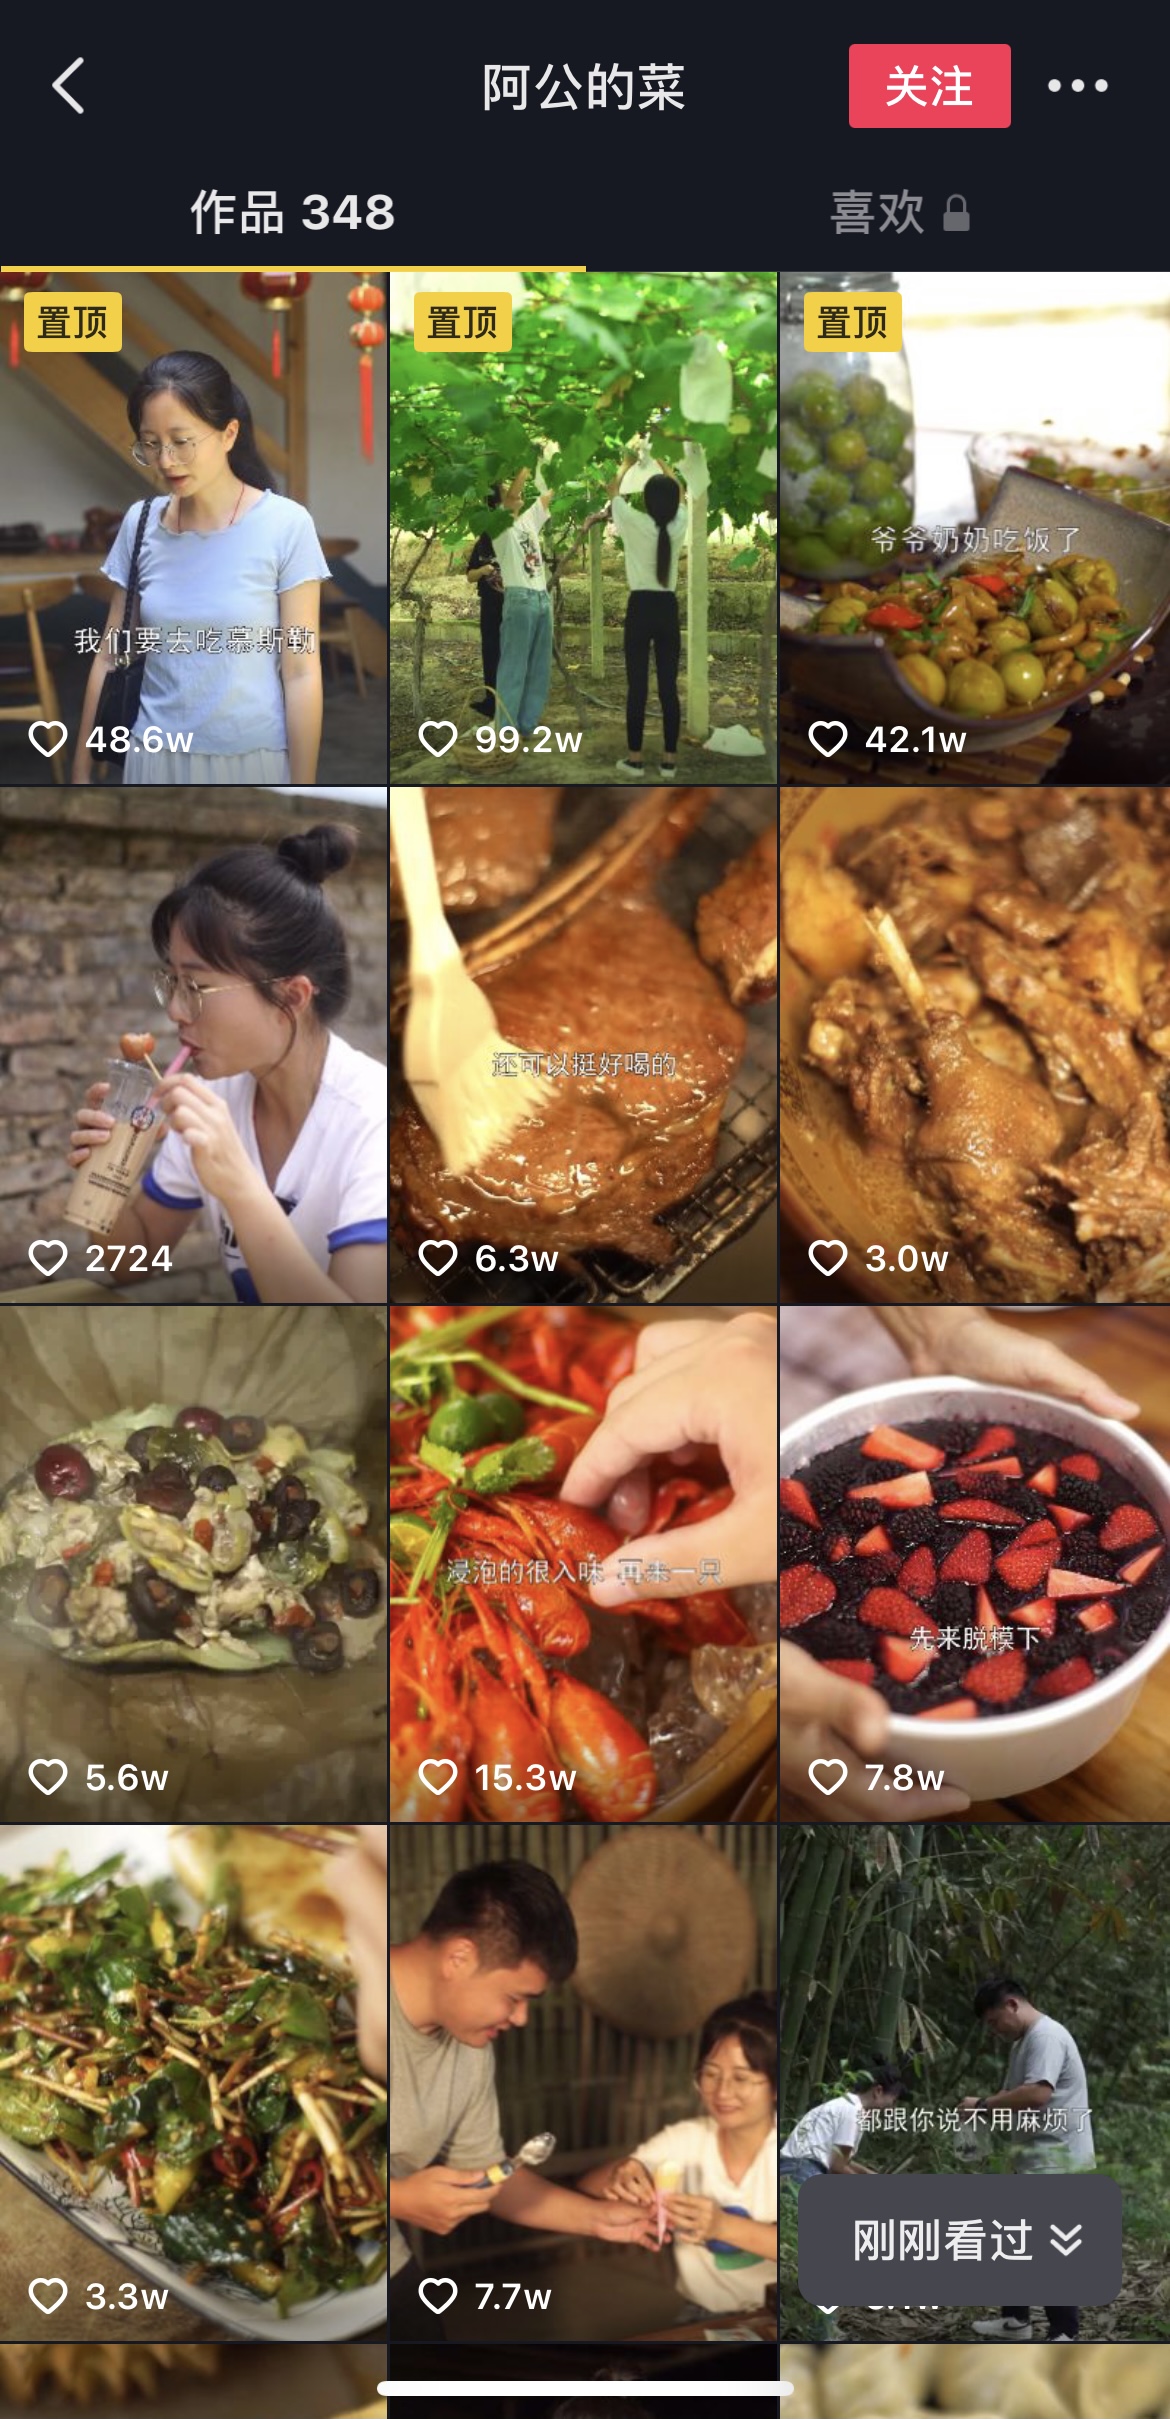 阿公的菜
关注
作品 348
喜欢
置顶
置顶
置顶
我们要去吃慕斯勒
爷爷奶奶吃饭了
48.6w
99.2w
42.1w
还可以挺好喝的
2724
6.3w
3.0w
浸泡的很入味 再来一只
先来脱模下
5.6w
15.3w
7.8w
都跟你说不用麻烦了
刚刚看过
3.3w
7.7w